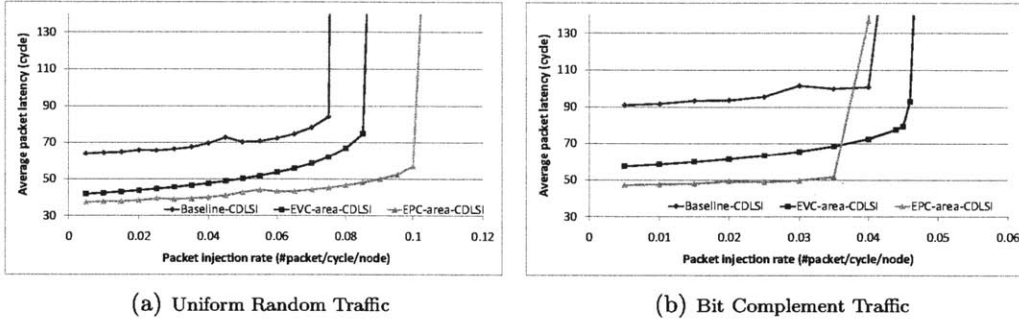 Average packet latency (cycle)
130
110
90
70
50
30
Baseline-CDLSI EVC-area-CDLSI EPC-area-CDLSI
0 0.02 0.04 0.06 0.08 0.1 0.12
Packet injection rate (#packet/cycle/node)
(a) Uniform Random Traffic
Average packet latency (cycle)
130
110
90
70
50
30
Baseline-CDLSI EVC-area-CDLSI EPC-area-CDLSI
0 0.01 0.02 0.03 0.04 0.05 0.06
Packet injection rate (#packet/cycle/node)
(b) Bit Complement Traffic